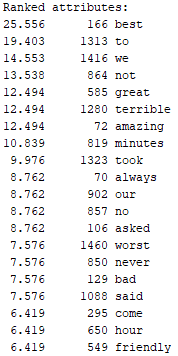 Ranked attributes:
25.556 166 best
19.403 1313 to
14.553 1416 we
13.538 864 not
12.494 585 great
12.494 1280 terrible
12.494 72 amazing
10.839 819 minutes
9.976 1323 took
8.762 70 always
8.762 902 our
8.762 857 no
8.762 106 asked
7.576 1460 worst
7.576 850 never
7.576 129 bad
7.576 1088 said
6.419 295 come
6.419 650 hour
6.419 549 friendly